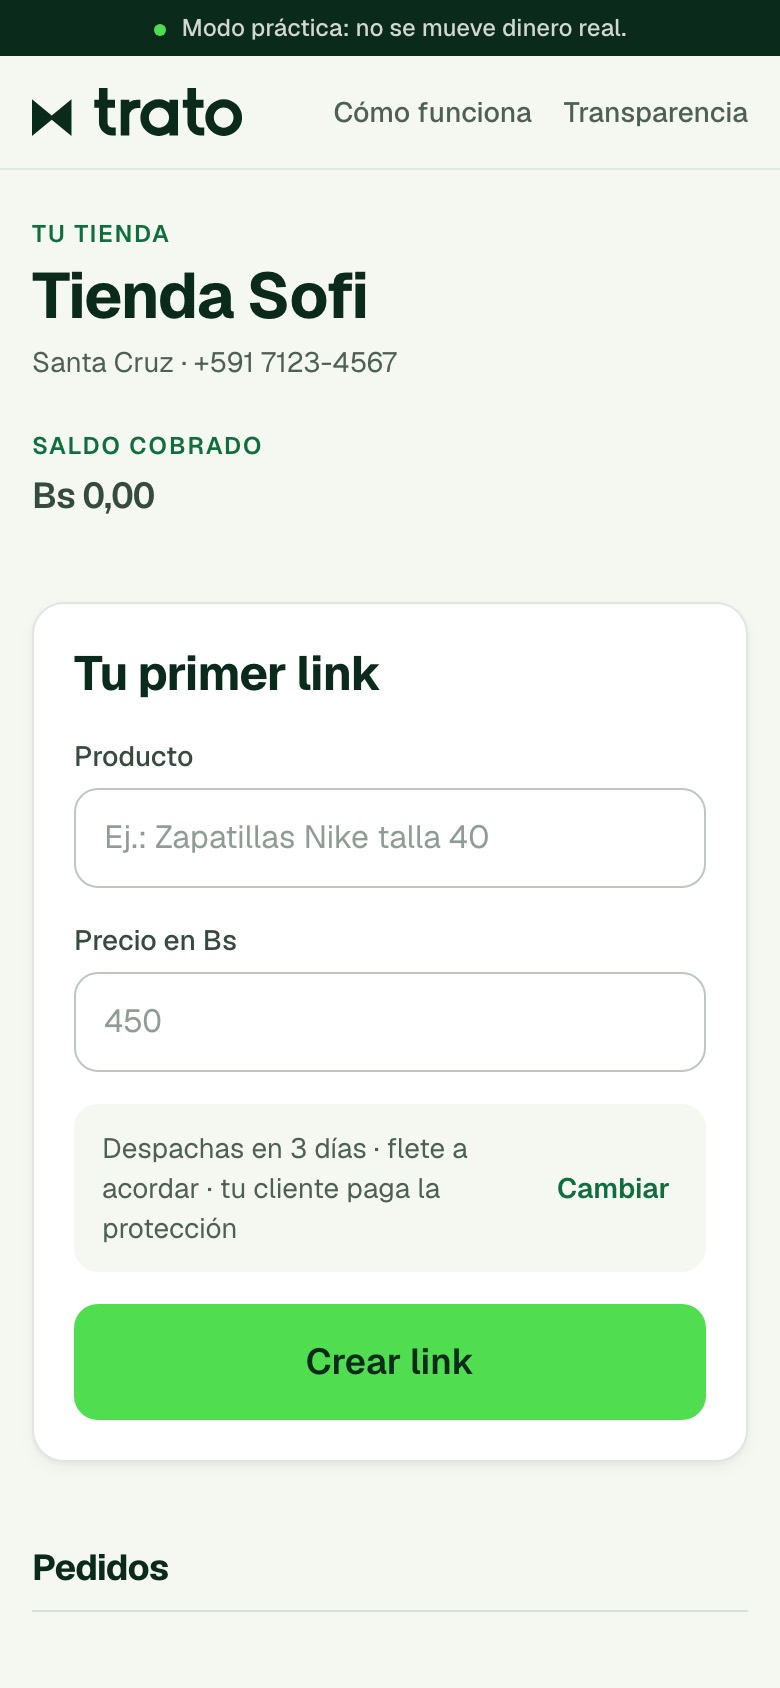 Modo práctica: no se mueve dinero real.
trato
Cómo funciona
Transparencia
TU TIENDA
Tienda Sofi
Santa Cruz · +591 7123-4567
SALDO COBRADO
Bs 0,00
Tu primer link
Producto
Ej.: Zapatillas Nike talla 40
Precio en Bs
450
Despachas en 3 días · flete a
acordar · tu cliente paga la
protección
Cambiar
Crear link
Pedidos